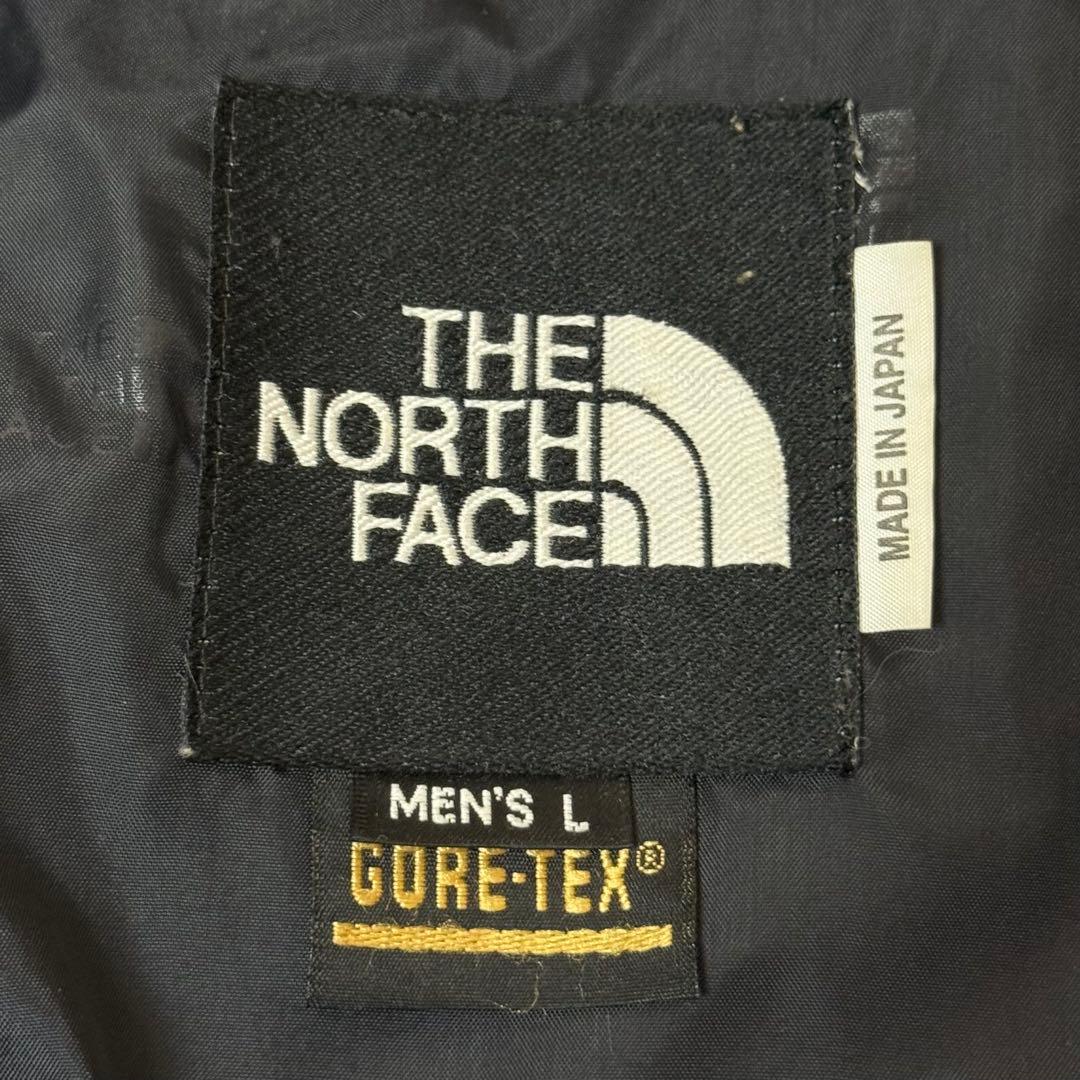 THE
NORTH
FACE
MADE IN JAPAN
MEN'S L
GORE-TEX®